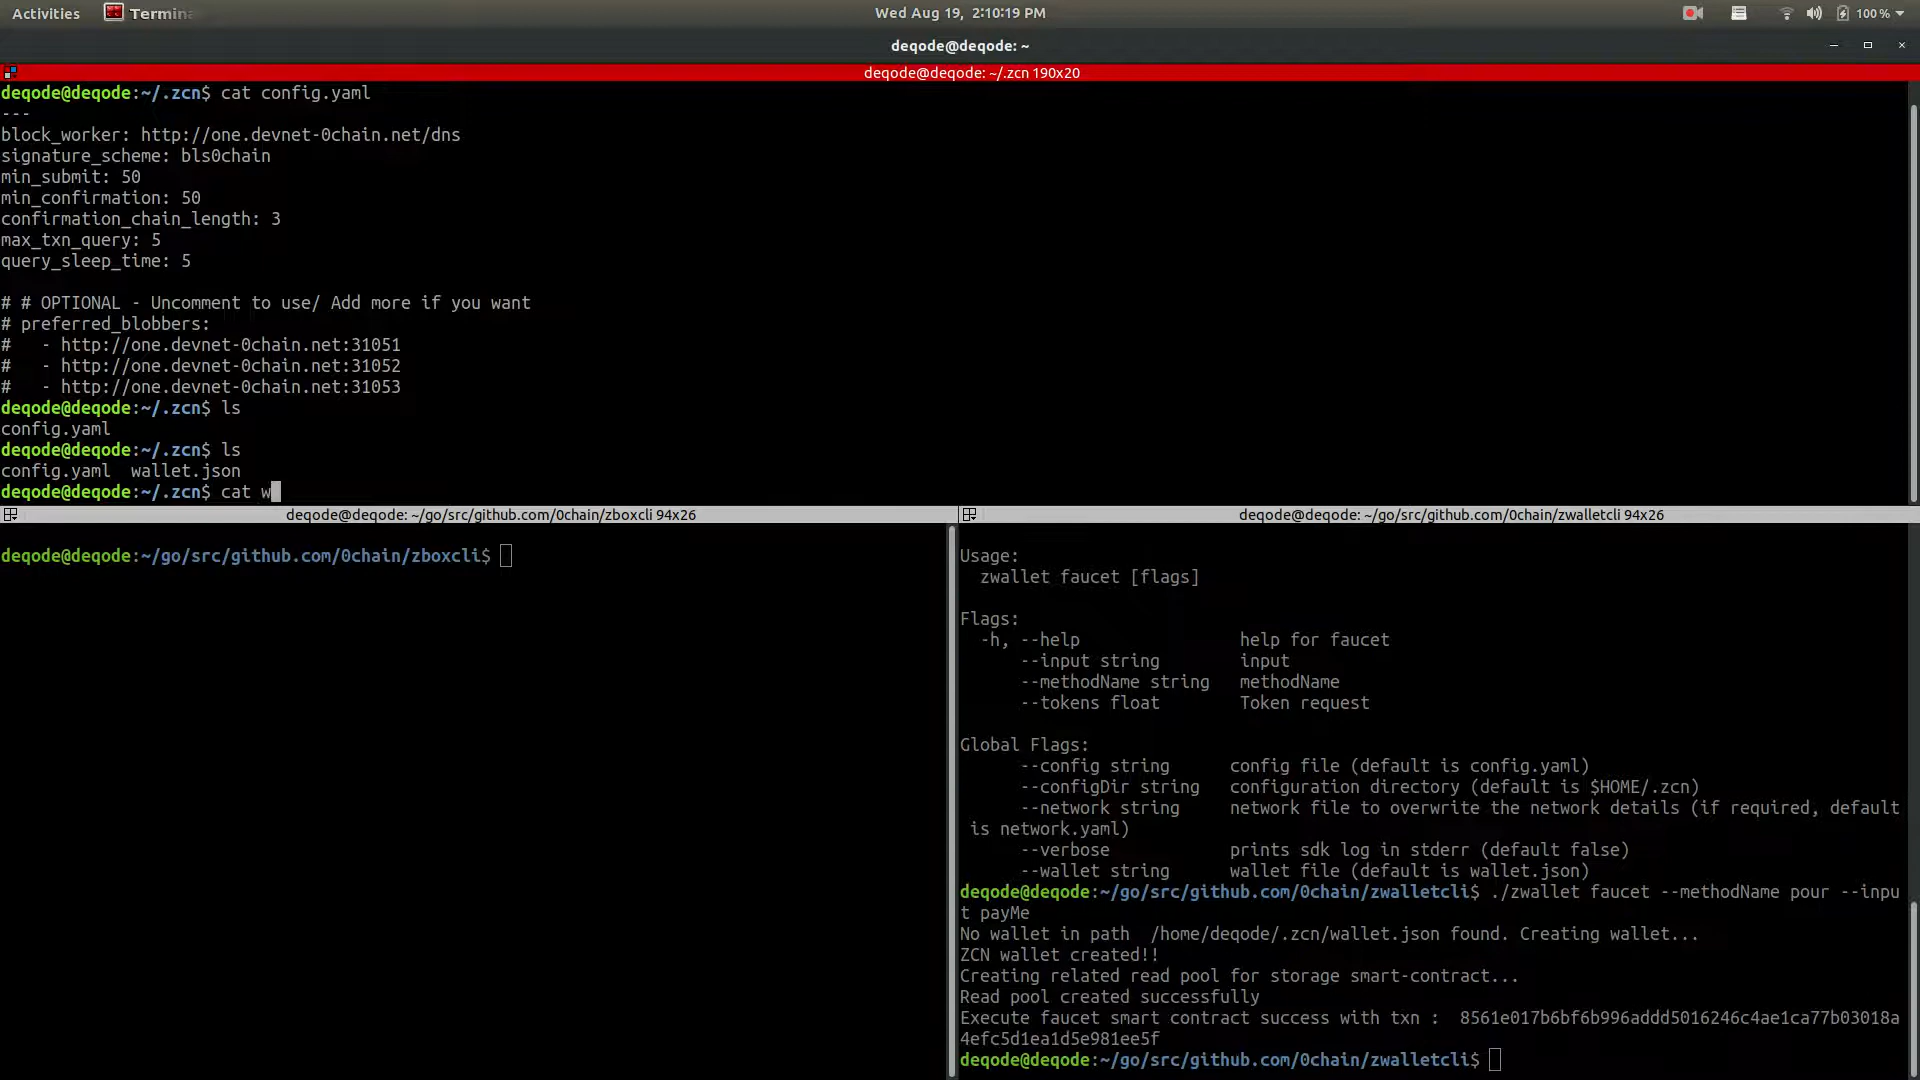 Activities
Termin
Wed Aug 19, 2:10:19 PM
100 %
deqode@deqode: ~
deqode@deqode: ~/.zcn 190x20
deqode@deqode:~/.zcn$ cat config.yaml
---
block_worker: http://one.devnet-0chain.net/dns
signature_scheme: bls0chain
min_submit: 50
min_confirmation: 50
confirmation_chain_length: 3
max_txn_query: 5
query_sleep_time: 5
# # OPTIONAL - Uncomment to use/ Add more if you want
# preferred_blobbers:
#   - http://one.devnet-0chain.net:31051
#   - http://one.devnet-0chain.net:31052
#   - http://one.devnet-0chain.net:31053
deqode@deqode:~/.zcn$ ls
config.yaml
deqode@deqode:~/.zcn$ ls
config.yaml  wallet.json
deqode@deqode:~/.zcn$ cat w
deqode@deqode: ~/go/src/github.com/0chain/zboxcli 94x26
deqode@deqode:~/go/src/github.com/0chain/zboxcli$
deqode@deqode: ~/go/src/github.com/0chain/zwalletcli 94x26
Usage:
  zwallet faucet [flags]
Flags:
  -h, --help                help for faucet
      --input string        input
      --methodName string   methodName
      --tokens float        Token request
Global Flags:
      --config string      config file (default is config.yaml)
      --configDir string   configuration directory (default is $HOME/.zcn)
      --network string     network file to overwrite the network details (if required, default
 is network.yaml)
      --verbose            prints sdk log in stderr (default false)
      --wallet string      wallet file (default is wallet.json)
deqode@deqode:~/go/src/github.com/0chain/zwalletcli$ ./zwallet faucet --methodName pour --inpu
t payMe
No wallet in path  /home/deqode/.zcn/wallet.json found. Creating wallet...
ZCN wallet created!!
Creating related read pool for storage smart-contract...
Read pool created successfully
Execute faucet smart contract success with txn :  8561e017b6bf6b996addd5016246c4ae1ca77b03018a
4efc5d1ea1d5e981ee5f
deqode@deqode:~/go/src/github.com/0chain/zwalletcli$